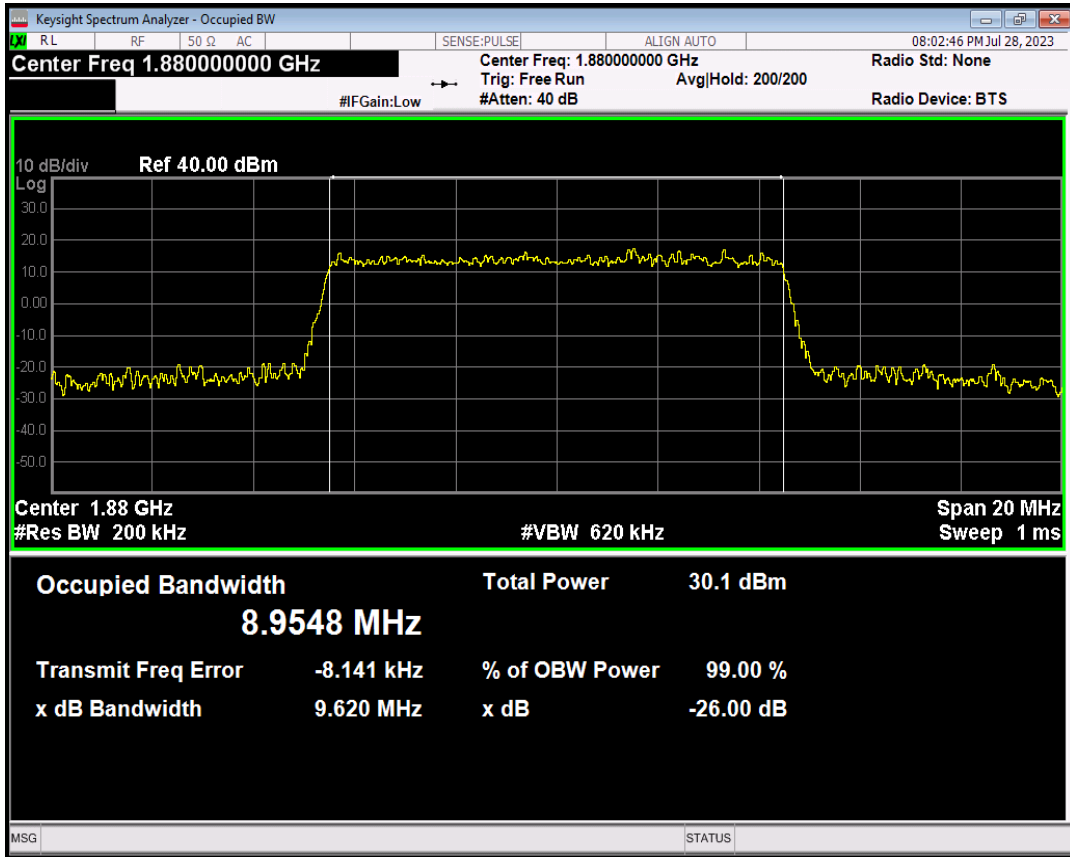 Keysight Spectrum Analyzer - Occupied BW
LXI RL RF 50 Ω AC SENSE:PULSE ALIGN AUTO 08:02:46 PM Jul 28, 2023
Center Freq 1.880000000 GHz Center Freq: 1.880000000 GHz Radio Std: None
Trig: Free Run Avg|Hold: 200/200
#IFGain:Low #Atten: 40 dB Radio Device: BTS
10 dB/div Ref 40.00 dBm
Log
30.0
20.0
10.0
0.00
-10.0
-20.0
-30.0
-40.0
-50.0
Center 1.88 GHz Span 20 MHz
#Res BW 200 kHz #VBW 620 kHz Sweep 1 ms
Occupied Bandwidth Total Power 30.1 dBm
8.9548 MHz
Transmit Freq Error -8.141 kHz % of OBW Power 99.00 %
x dB Bandwidth 9.620 MHz x dB -26.00 dB
MSG STATUS